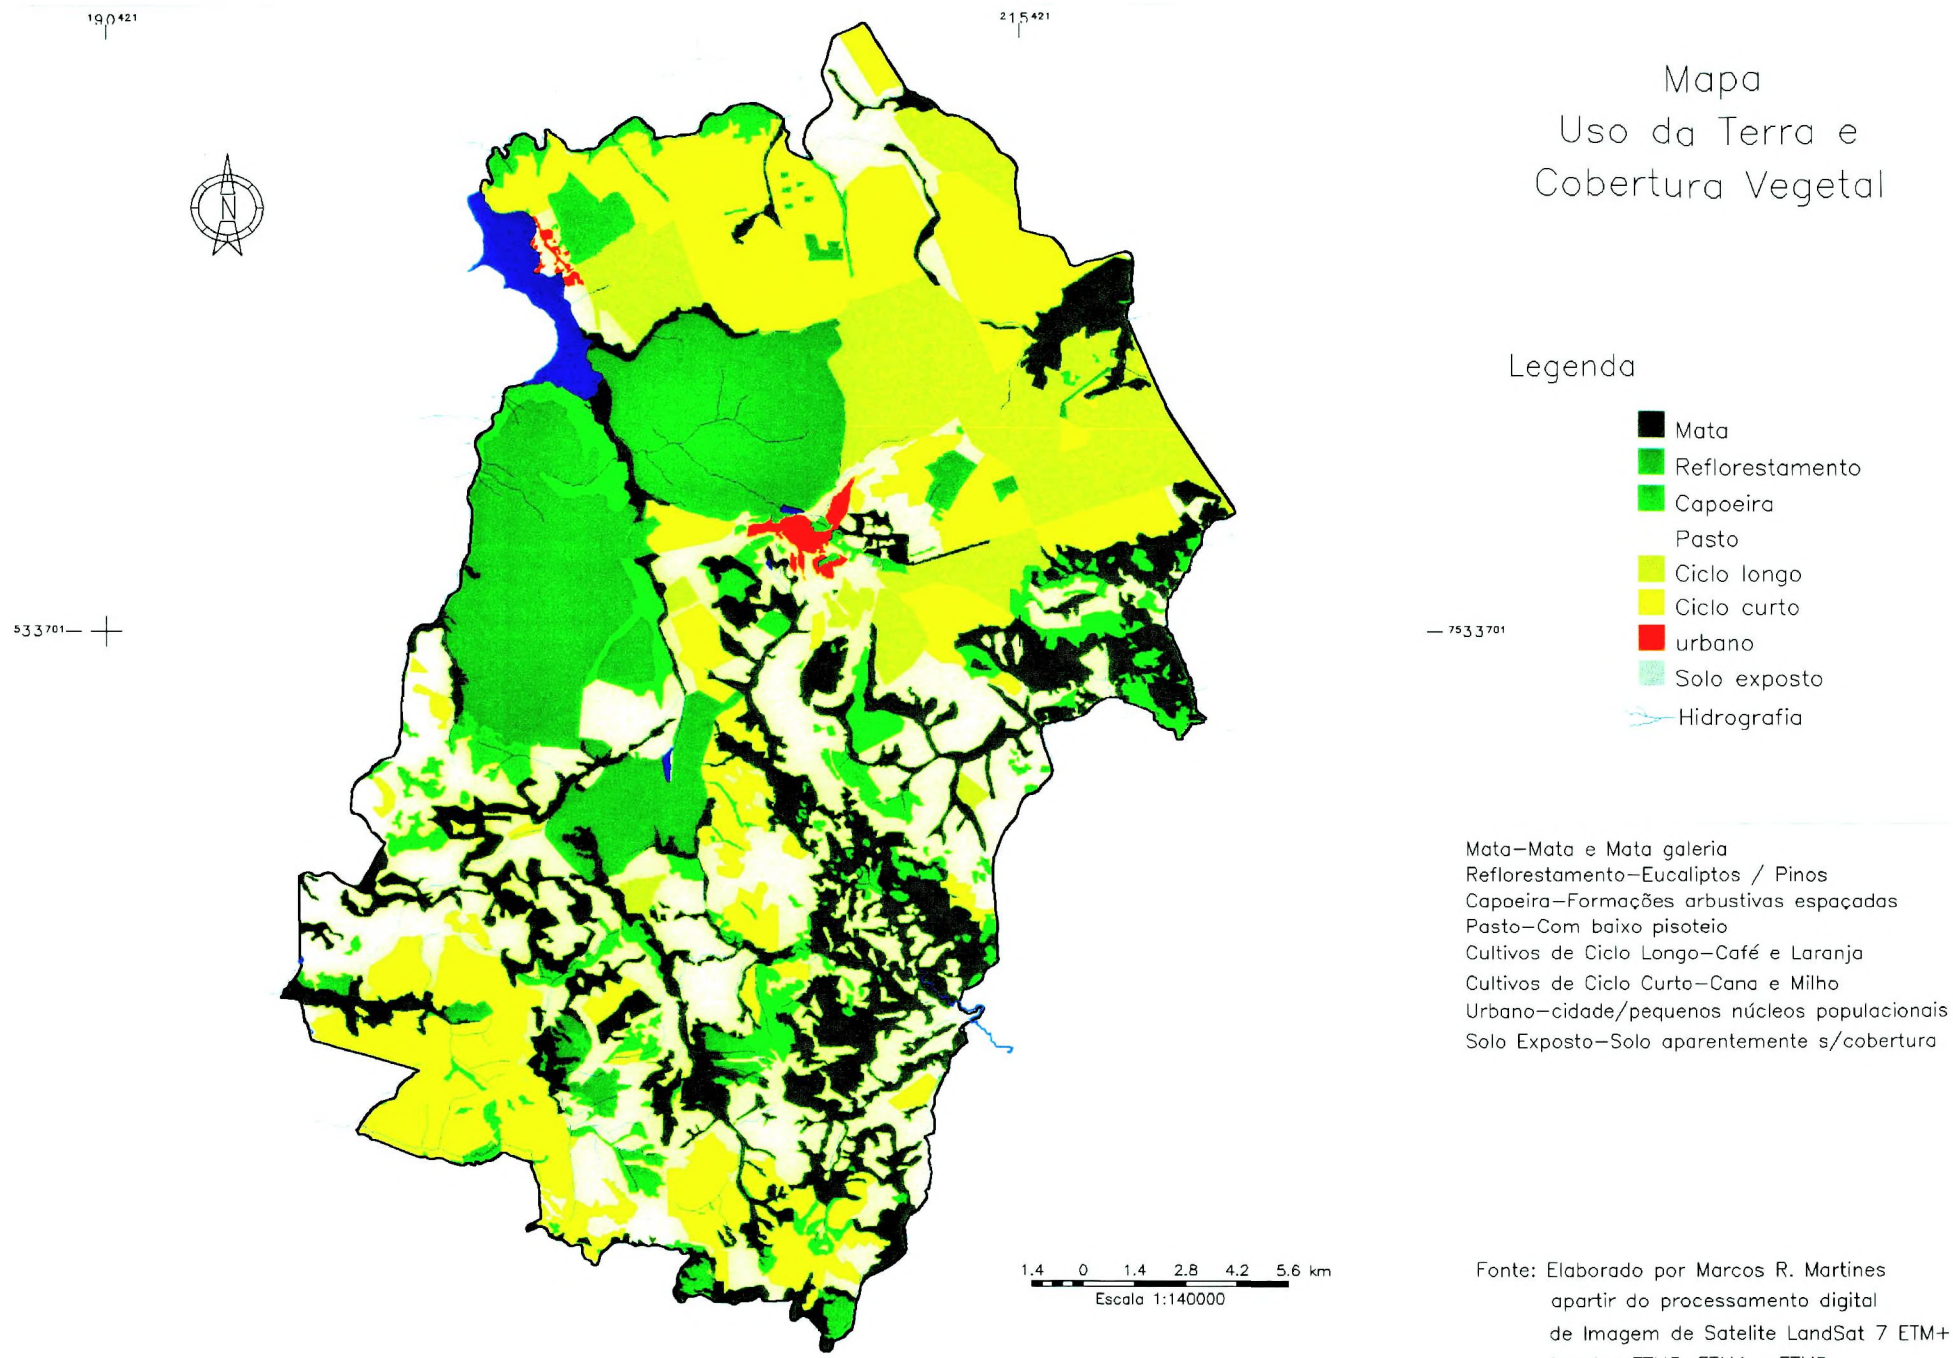 190421
215421
Mapa
Uso da Terra e
Cobertura Vegetal
N
Legenda
Mata
Reflorestamento
Capoeira
Pasto
Ciclo longo
Ciclo curto
urbano
Solo exposto
Hidrografia
533701
7533701
Mata-Mata e Mata galeria
Reflorestamento-Eucaliptos / Pinos
Capoeira-Formações arbustivas espaçadas
Pasto-Com baixo pisoteio
Cultivos de Ciclo Longo-Café e Laranja
Cultivos de Ciclo Curto-Cana e Milho
Urbano-cidade/pequenos núcleos populacionais
Solo Exposto-Solo aparentemente s/cobertura
1.4 0 1.4 2.8 4.2 5.6 km
Escala 1:140000
Fonte: Elaborado por Marcos R. Martines
apartir do processamento digital
de Imagem de Satelite LandSat 7 ETM+